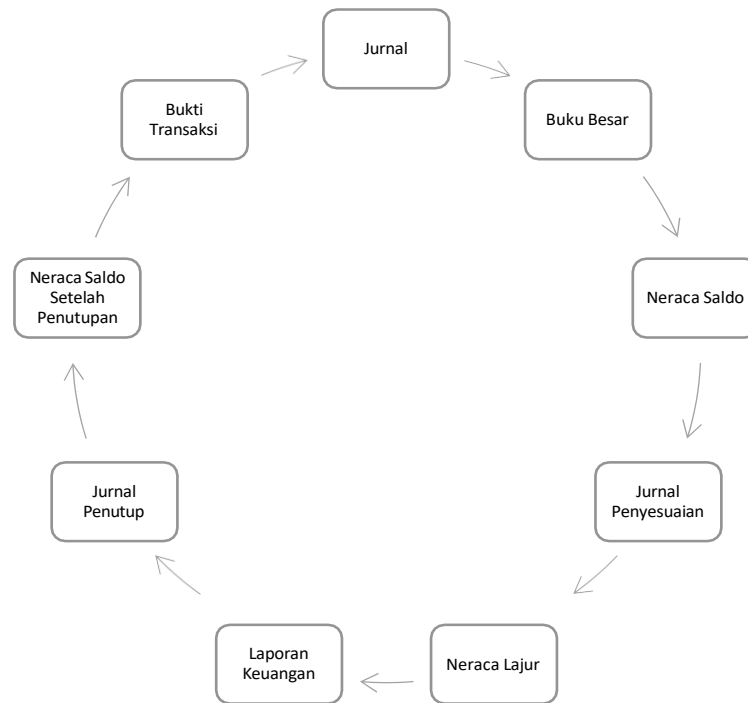 Jurnal
Buku Besar
Neraca Saldo
Jurnal
Penyesuaian
Neraca Lajur
Laporan
Keuangan
Jurnal
Penutup
Neraca Saldo
Setelah
Penutupan
Bukti
Transaksi